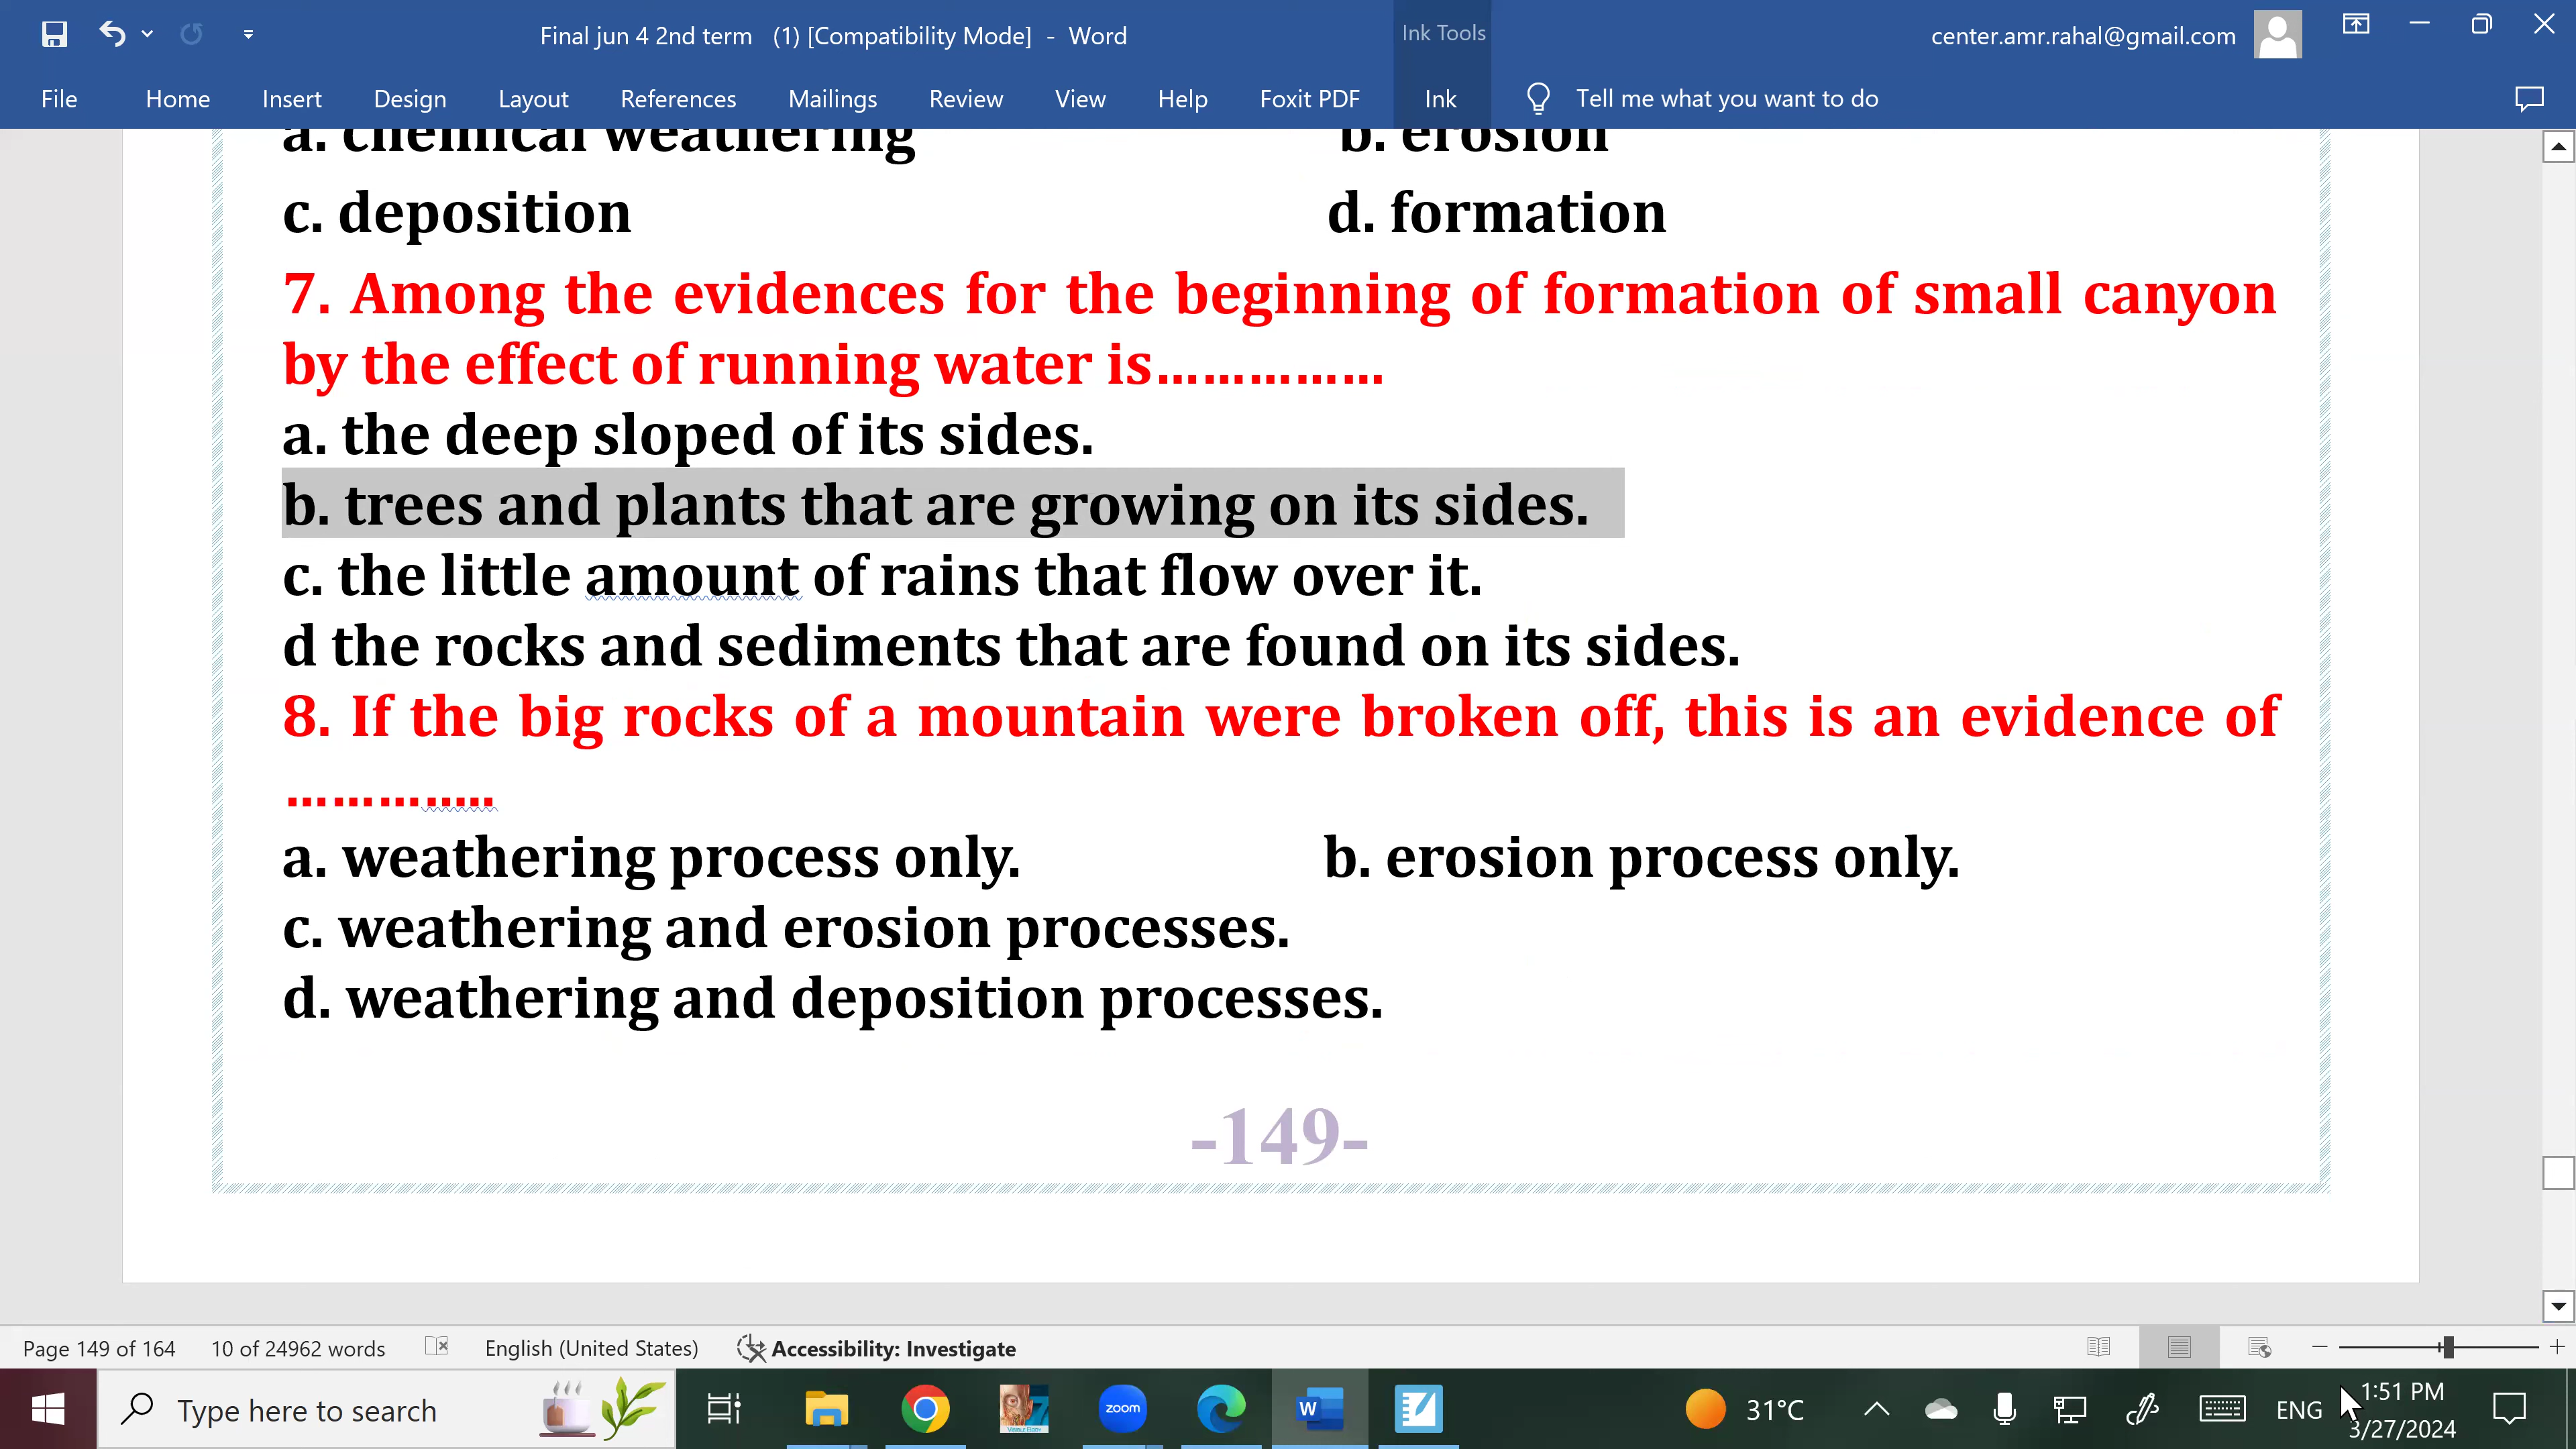 Final jun 4 2nd term (1) [Compatibility Mode] - Word
Ink Tools
center.amr.rahal@gmail.com
File Home Insert Design Layout References Mailings Review View Help Foxit PDF Ink Tell me what you want to do
a. chemical weathering b. erosion
c. deposition d. formation
7. Among the evidences for the beginning of formation of small canyon
by the effect of running water is……………
a. the deep sloped of its sides.
b. trees and plants that are growing on its sides.
c. the little amount of rains that flow over it.
d the rocks and sediments that are found on its sides.
8. If the big rocks of a mountain were broken off, this is an evidence of
…………..
a. weathering process only. b. erosion process only.
c. weathering and erosion processes.
d. weathering and deposition processes.
-149-
Page 149 of 164 10 of 24962 words English (United States) Accessibility: Investigate
Type here to search
zoom
W
31°C
ENG
1:51 PM
3/27/2024